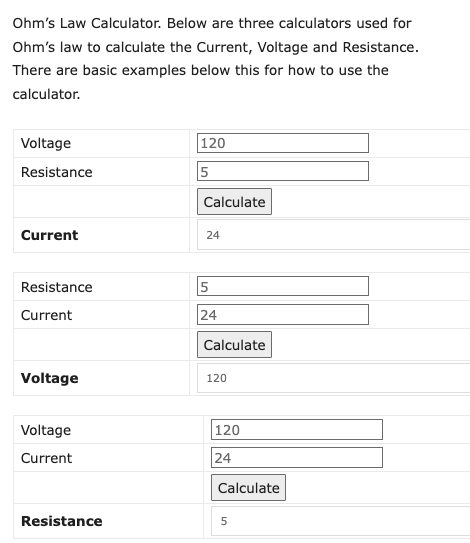 Ohm’s Law Calculator. Below are three calculators used for
Ohm’s law to calculate the Current, Voltage and Resistance.
There are basic examples below this for how to use the
calculator.
Voltage 120
Resistance 5
Calculate
Current 24
Resistance 5
Current 24
Calculate
Voltage 120
Voltage 120
Current 24
Calculate
Resistance 5